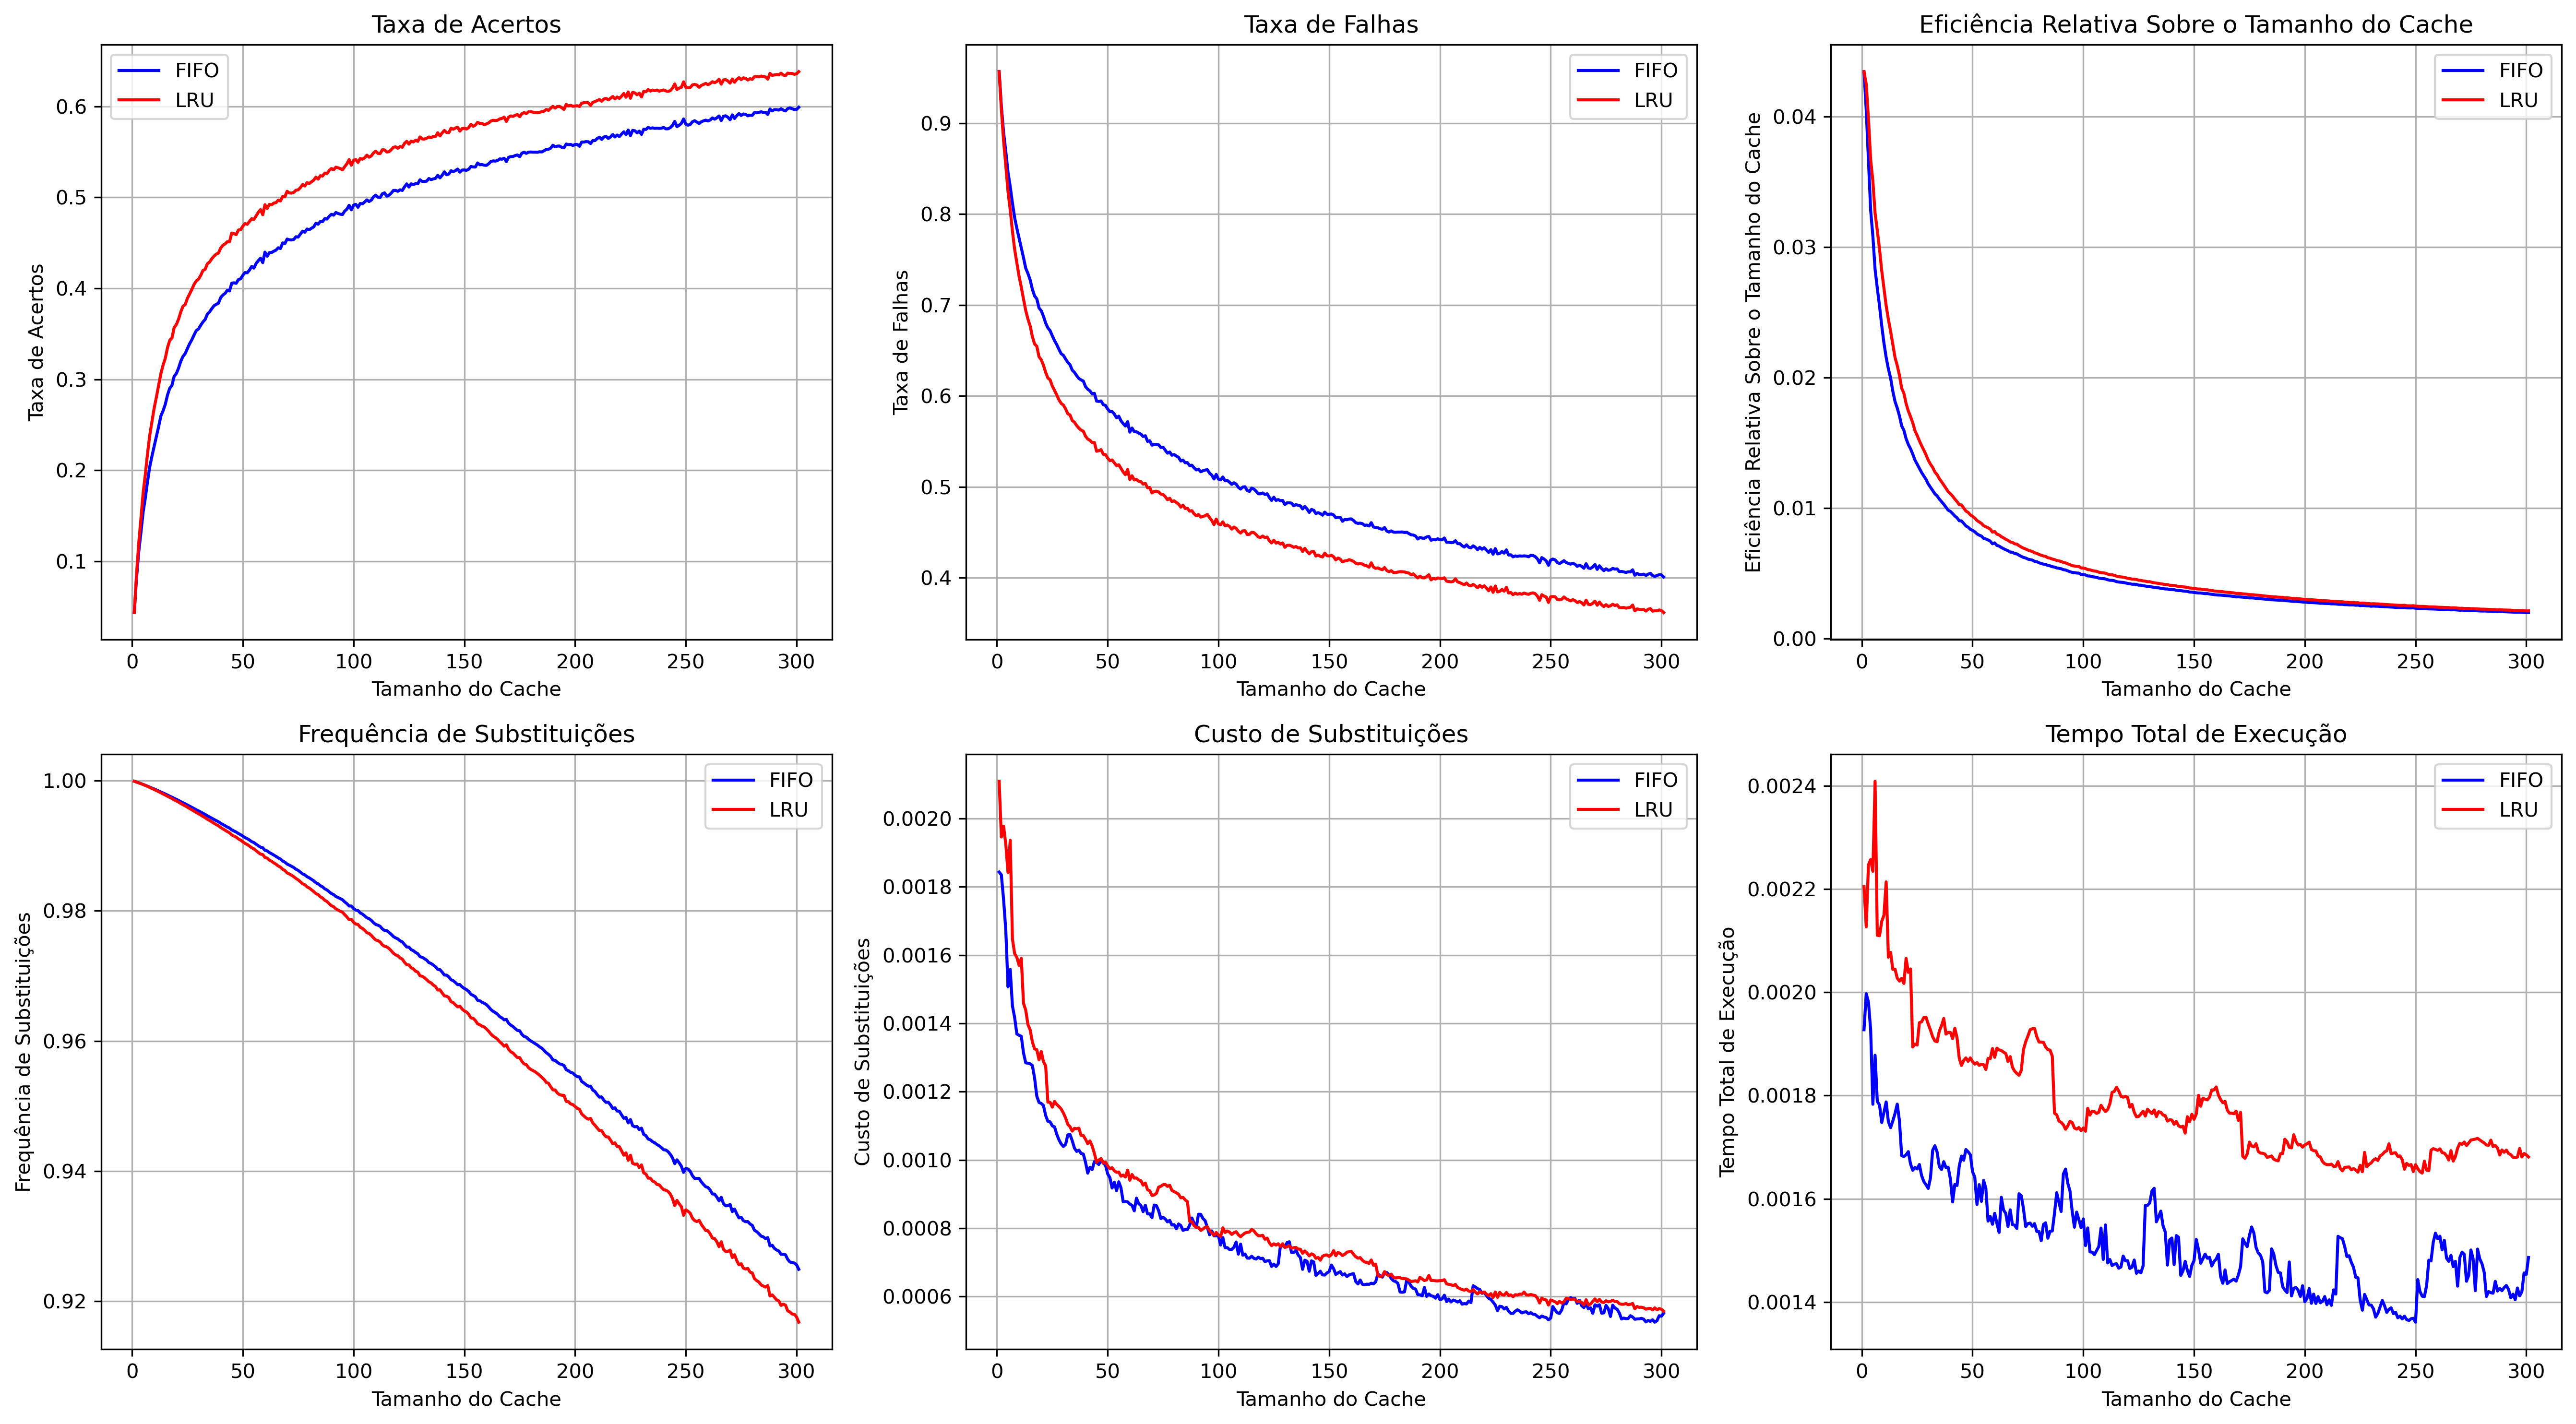 Taxa de Acertos
Taxa de Acertos
0.6
0.5
0.4
0.3
0.2
0.1
FIFO
LRU
0 50 100 150 200 250 300
Tamanho do Cache
Taxa de Falhas
Taxa de Falhas
0.9
0.8
0.7
0.6
0.5
0.4
FIFO
LRU
0 50 100 150 200 250 300
Tamanho do Cache
Eficiência Relativa Sobre o Tamanho do Cache
Eficiência Relativa Sobre o Tamanho do Cache
0.04
0.03
0.02
0.01
0.00
FIFO
LRU
0 50 100 150 200 250 300
Tamanho do Cache
Frequência de Substituições
Frequência de Substituições
1.00
0.98
0.96
0.94
0.92
FIFO
LRU
0 50 100 150 200 250 300
Tamanho do Cache
Custo de Substituições
Custo de Substituições
0.0020
0.0018
0.0016
0.0014
0.0012
0.0010
0.0008
0.0006
FIFO
LRU
0 50 100 150 200 250 300
Tamanho do Cache
Tempo Total de Execução
Tempo Total de Execução
0.0024
0.0022
0.0020
0.0018
0.0016
0.0014
FIFO
LRU
0 50 100 150 200 250 300
Tamanho do Cache